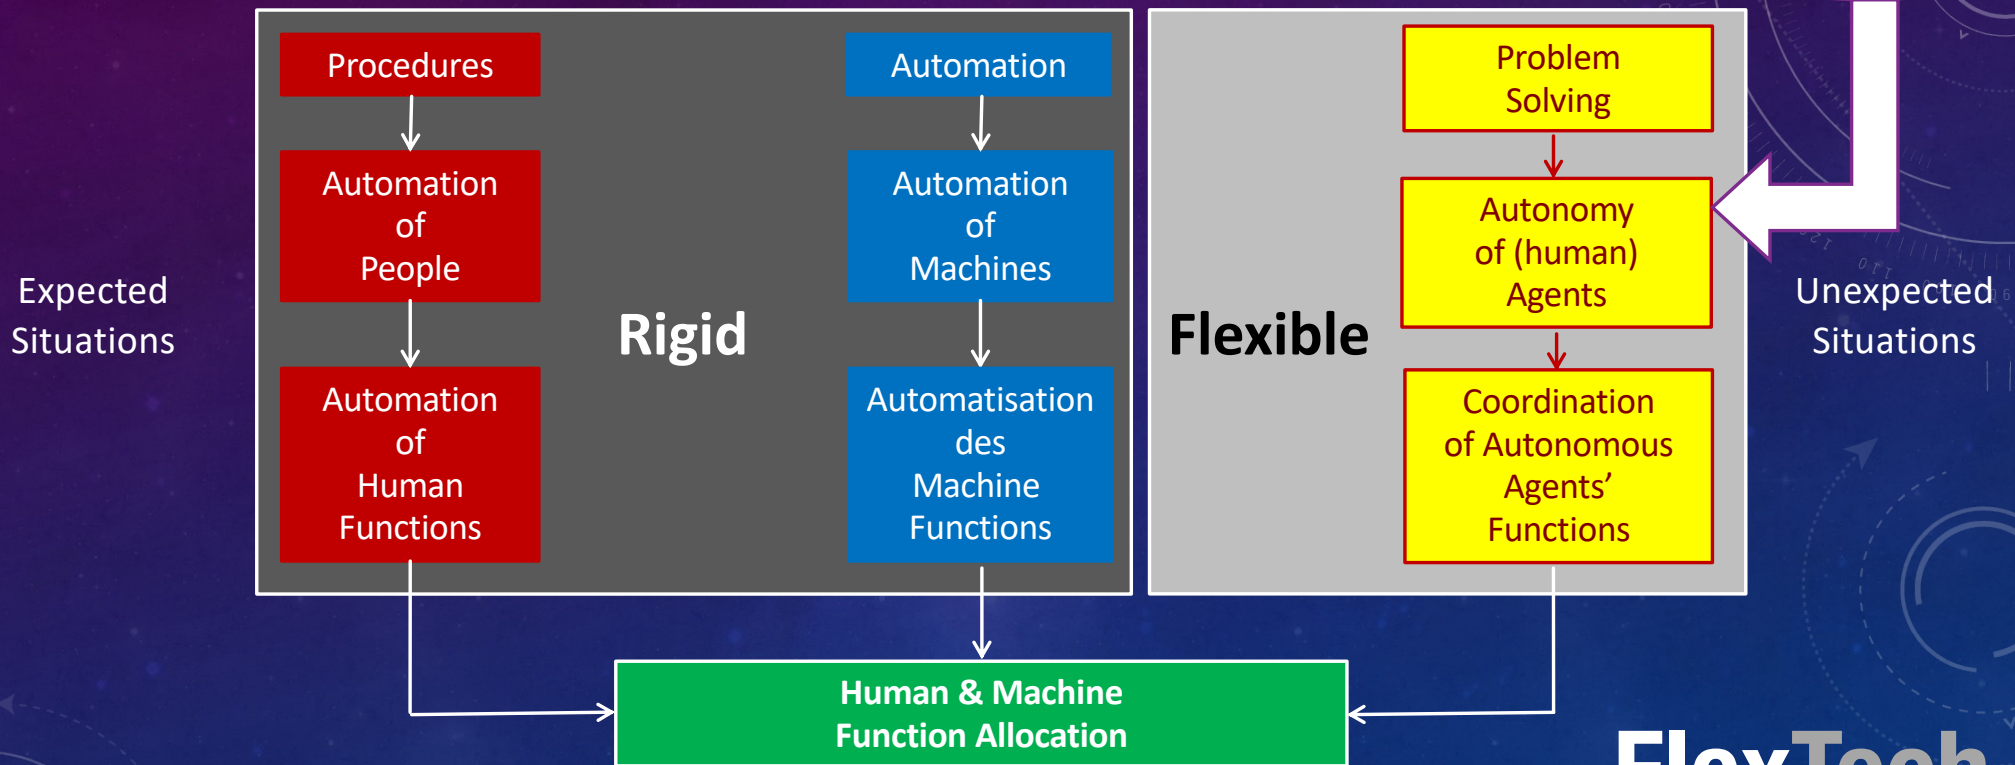 Expected
Situations
Procedures
Automation
of
People
Automation
of
Human
Functions
Rigid
Automation
Automation
of
Machines
Automatisation
des
Machine
Functions
Flexible
Problem
Solving
Autonomy
of (human)
Agents
Coordination
of Autonomous
Agents’
Functions
Unexpected
Situations
Human & Machine
Function Allocation
FlexTech